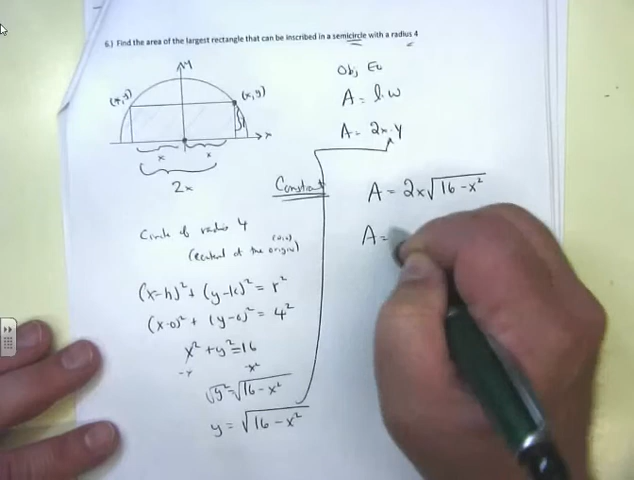 6.) Find the area of the largest rectangle that can be inscribed in a semicircle with a radius 4
y
(x,y)
x
x x
2x
Circle of radius 4
(0,0)
(centered at the origin)
(x-h)² + (y-k)² = r²
(x-0)² + (y-0)² = 4²
x² + y² = 16
-x²
√y² = √16-x²
y = √16-x²
Constraint
Obj Eq
A = l·w
A = 2x·y
A = 2x√16-x²
A =